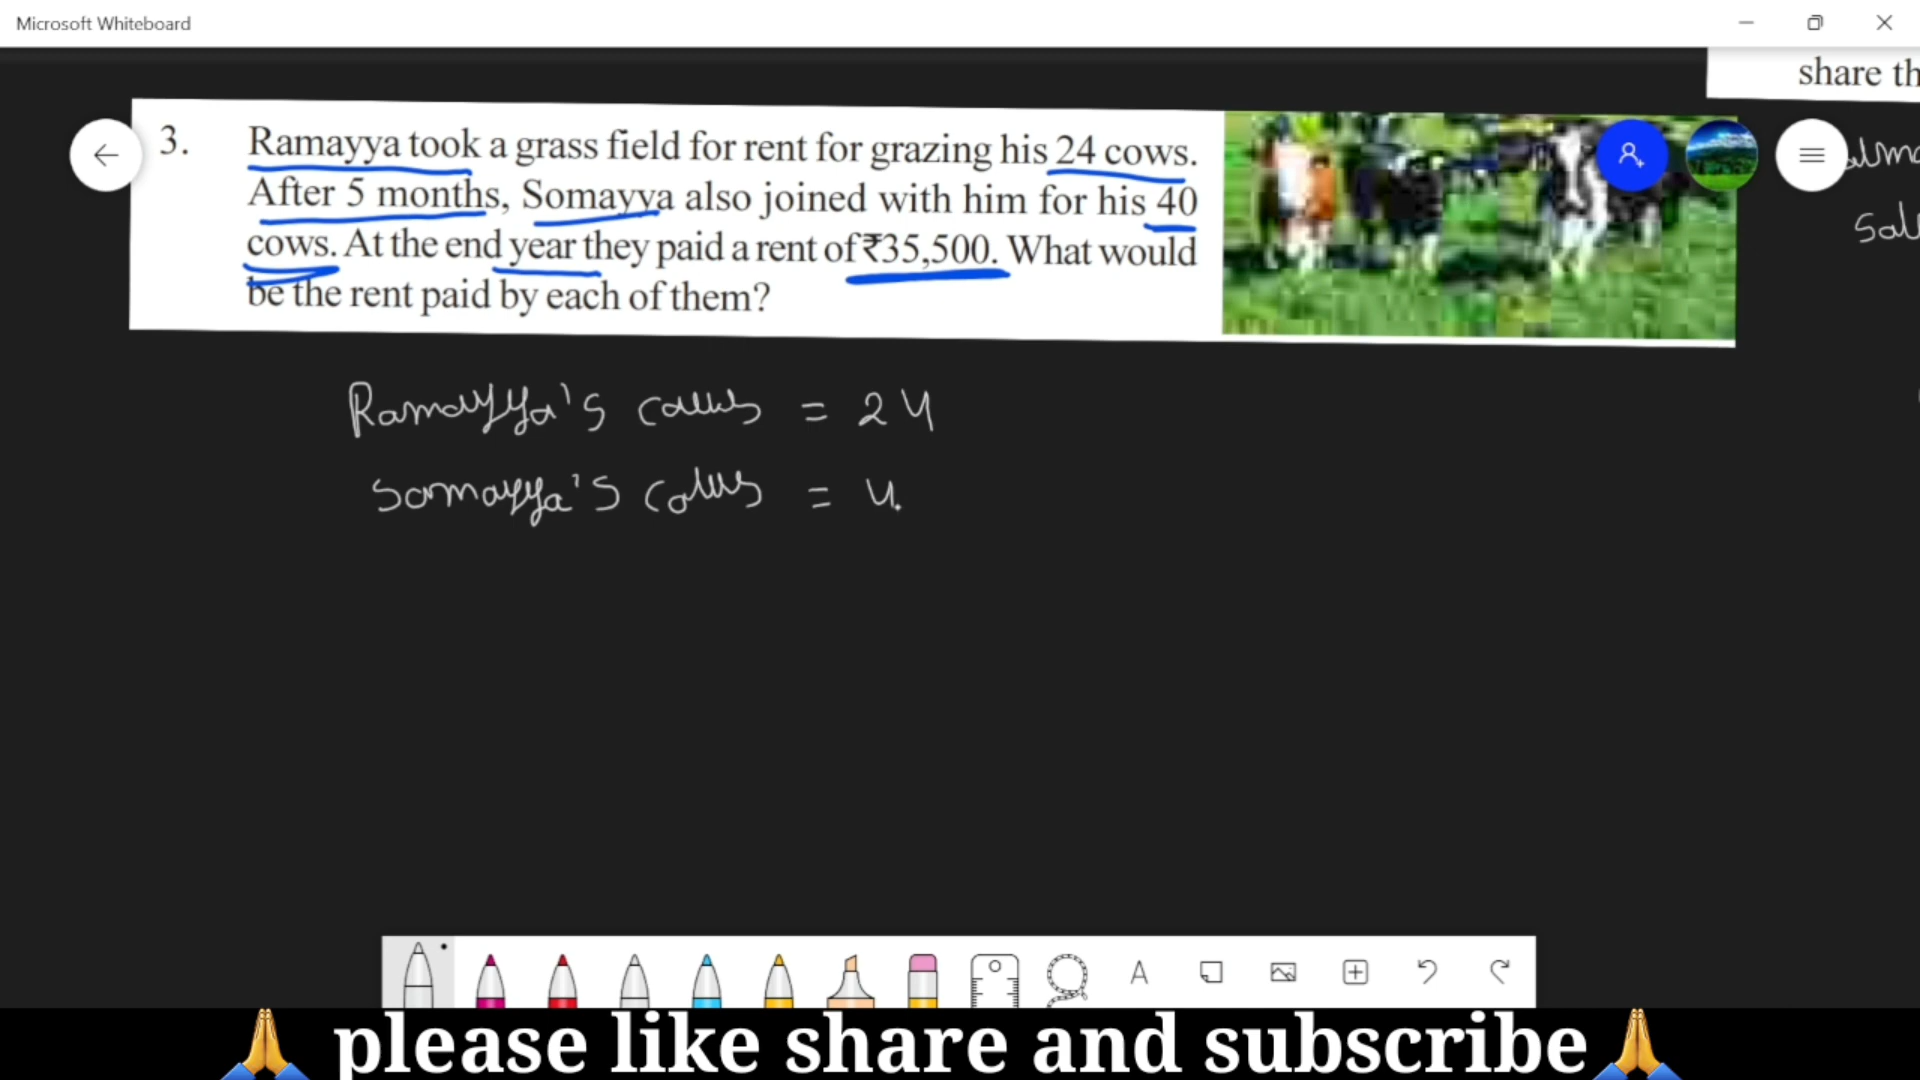 Microsoft Whiteboard
share th
3. Ramayya took a grass field for rent for grazing his 24 cows.
After 5 months, Somayya also joined with him for his 40
cows. At the end year they paid a rent of ₹35,500. What would
be the rent paid by each of them?
Ramayya's cows = 24
Somayya's cows = 4
A
🙏 please like share and subscribe 🙏